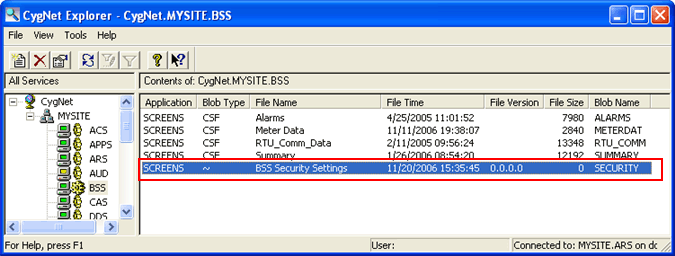 CygNet Explorer - CygNet.MYSITE.BSS
File View Tools Help
All Services
Contents of: CygNet.MYSITE.BSS
CygNet
MYSITE
ACS
APPS
ARS
AUD
BSS
CAS
DDS
Application Blob Type File Name File Time File Version File Size Blob Name
SCREENS CSF Alarms 4/25/2005 11:01:52 7980 ALARMS
SCREENS CSF Meter Data 11/11/2006 19:38:07 2840 METERDAT
SCREENS CSF RTU_Comm_Data 2/11/2005 09:56:24 13348 RTU_COMM
SCREENS CSF Summary 1/26/2006 08:54:20 12192 SUMMARY
SCREENS ~ BSS Security Settings 11/20/2006 15:35:45 0.0.0.0 0 SECURITY
For Help, press F1
User:
Connected to: MYSITE.ARS on do